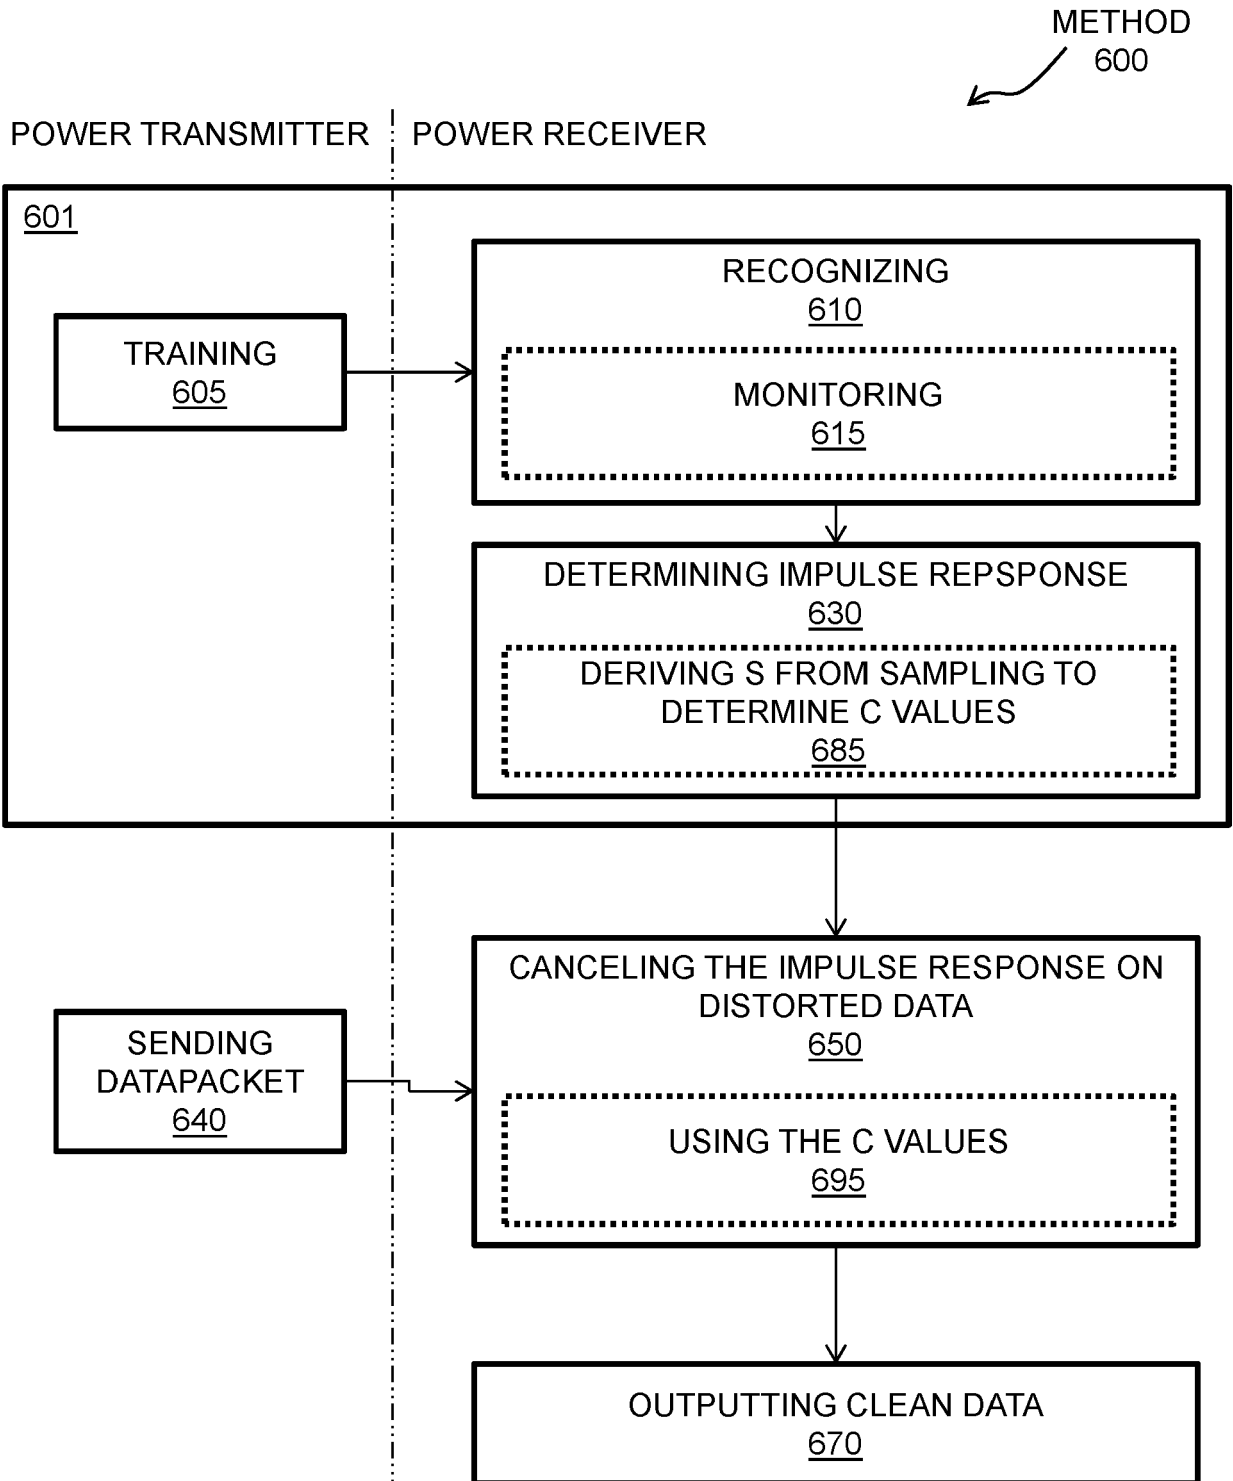 METHOD
600
POWER TRANSMITTER
POWER RECEIVER
601
RECOGNIZING
610
TRAINING
605
MONITORING
615
DETERMINING IMPULSE REPSPONSE
630
DERIVING S FROM SAMPLING TO
DETERMINE C VALUES
685
CANCELING THE IMPULSE RESPONSE ON
DISTORTED DATA
650
SENDING
DATAPACKET
640
USING THE C VALUES
695
OUTPUTTING CLEAN DATA
670